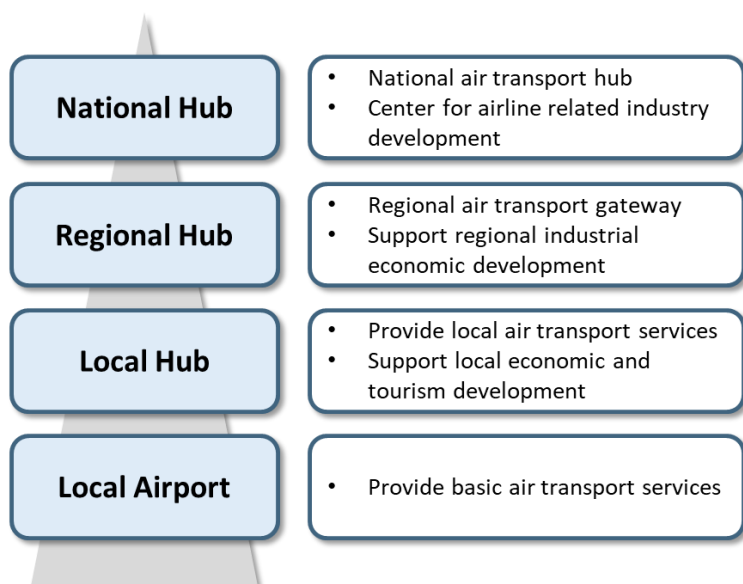 National Hub
• National air transport hub
• Center for airline related industry
development
Regional Hub
• Regional air transport gateway
• Support regional industrial
economic development
Local Hub
• Provide local air transport services
• Support local economic and
tourism development
Local Airport
• Provide basic air transport services